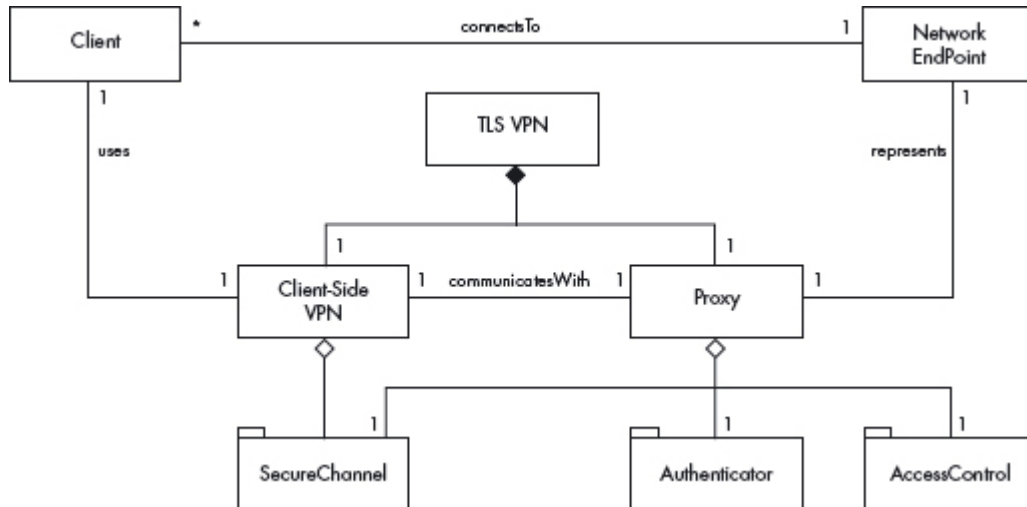 Client
*
connectsTo
1
Network
EndPoint
1
1
TLS VPN
uses
represents
1
1
1
Client-Side
VPN
1
communicatesWith
1
Proxy
1
1
1
1
SecureChannel
Authenticator
AccessControl